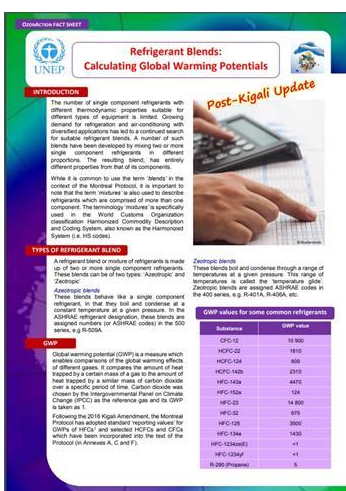 OZONACTION FACT SHEET
UNEP
Refrigerant Blends:
Calculating Global Warming Potentials
Post-Kigali Update
INTRODUCTION
The number of single component refrigerants with
different thermodynamic properties suitable for
different types of equipment is limited. Growing
demand for refrigeration and air-conditioning with
diversified applications has led to a continued search
for suitable refrigerant blends. A number of such
blends have been developed by mixing two or more
single component refrigerants in different
proportions. The resulting blend, has entirely
different properties from that of its components.
While it is common to use the term 'blends' in the
context of the Montreal Protocol, it is important to
note that the term 'mixtures' is also used to describe
refrigerants which are comprised of more than one
component. The terminology 'mixtures' is specifically
used in the World Customs Organization
classification Harmonized Commodity Description
and Coding System, also known as the Harmonized
System (i.e. HS codes).
©Shutterstock
TYPES OF REFRIGERANT BLEND
A refrigerant blend or mixture of refrigerants is made
up of two or more single component refrigerants.
These blends can be of two types: 'Azeotropic' and
'Zeotropic'
Azeotropic blends
These blends behave like a single component
refrigerant, in that they boil and condense at a
constant temperature at a given pressure. In the
ASHRAE refrigerant designation, these blends are
assigned numbers (or ASHRAE codes) in the 500
series, e.g R-509A.
Zeotropic blends
These blends boil and condense through a range of
temperatures at a given pressure. This range of
temperatures is called the 'temperature glide'.
Zeotropic blends are assigned ASHRAE codes in
the 400 series, e.g. R-401A, R-406A, etc.
GWP
Global warming potential (GWP) is a measure which
enables comparisons of the global warming effects
of different gases. It compares the amount of heat
trapped by a certain mass of a gas to the amount of
heat trapped by a similar mass of carbon dioxide
over a specific period of time. Carbon dioxide was
chosen by the Intergovernmental Panel on Climate
Change (IPCC) as the reference gas and its GWP
is taken as 1.
Following the 2016 Kigali Amendment, the Montreal
Protocol has adopted standard 'reporting values' for
GWPs of HFCs¹ and selected HCFCs and CFCs
which have been incorporated into the text of the
Protocol (in Annexes A, C and F).
GWP values for some common refrigerants
Substance GWP value
CFC-12 10 900
HCFC-22 1810
HCFC-124 609
HCFC-142b 2310
HFC-143a 4470
HFC-152a 124
HFC-23 14 800
HFC-32 675
HFC-125 3500
HFC-134a 1430
HFC-1234ze(E) <1
HFC-1234yf <1
R-290 (Propane) 5